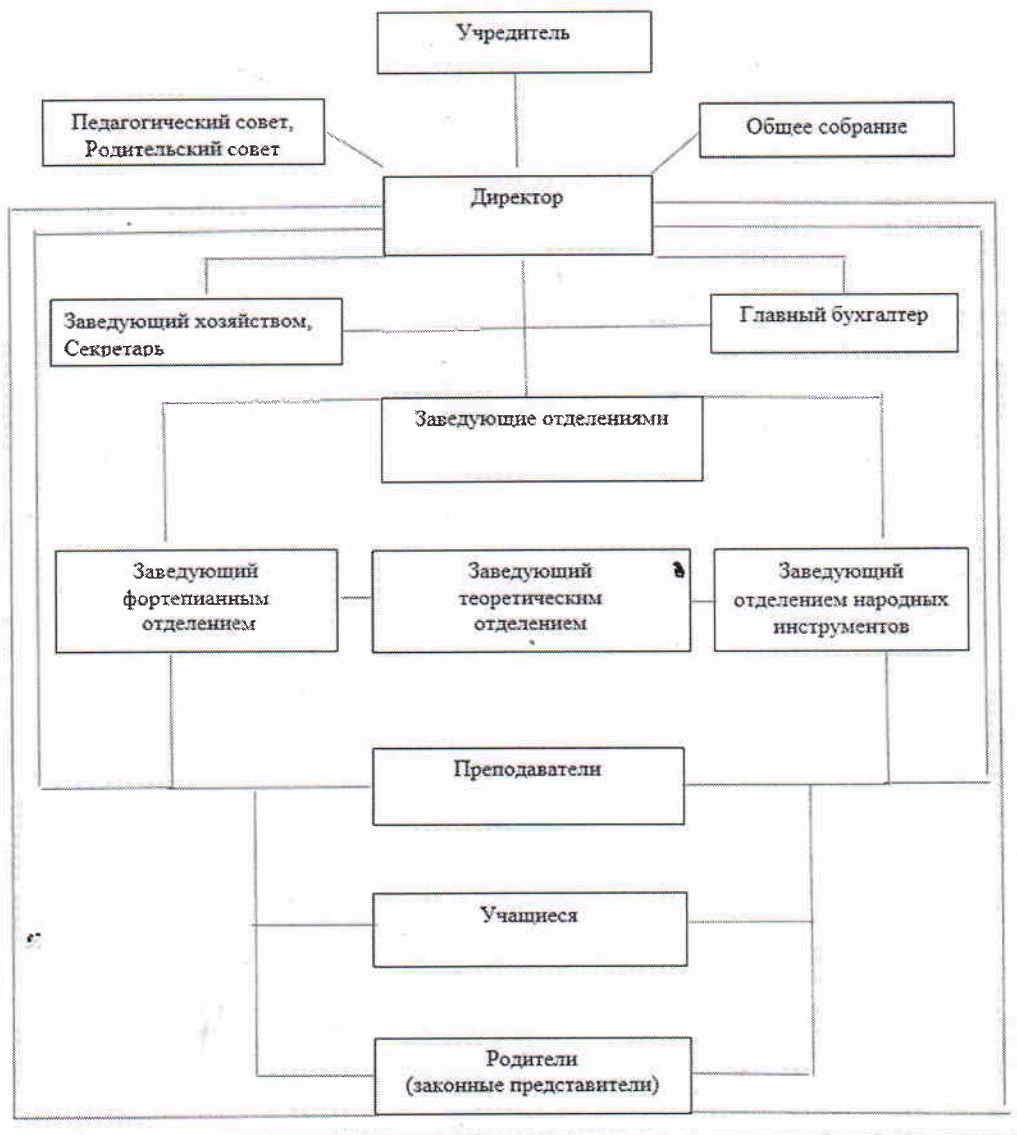 Учредитель
Педагогический совет,
Родительский совет
Общее собрание
Директор
Заведующий хозяйством,
Секретарь
Главный бухгалтер
Заведующие отделениями
Заведующий
фортепианным
отделением
Заведующий
теоретическим
отделением
Заведующий
отделением народных
инструментов
Преподаватели
Учащиеся
Родители
(законные представители)